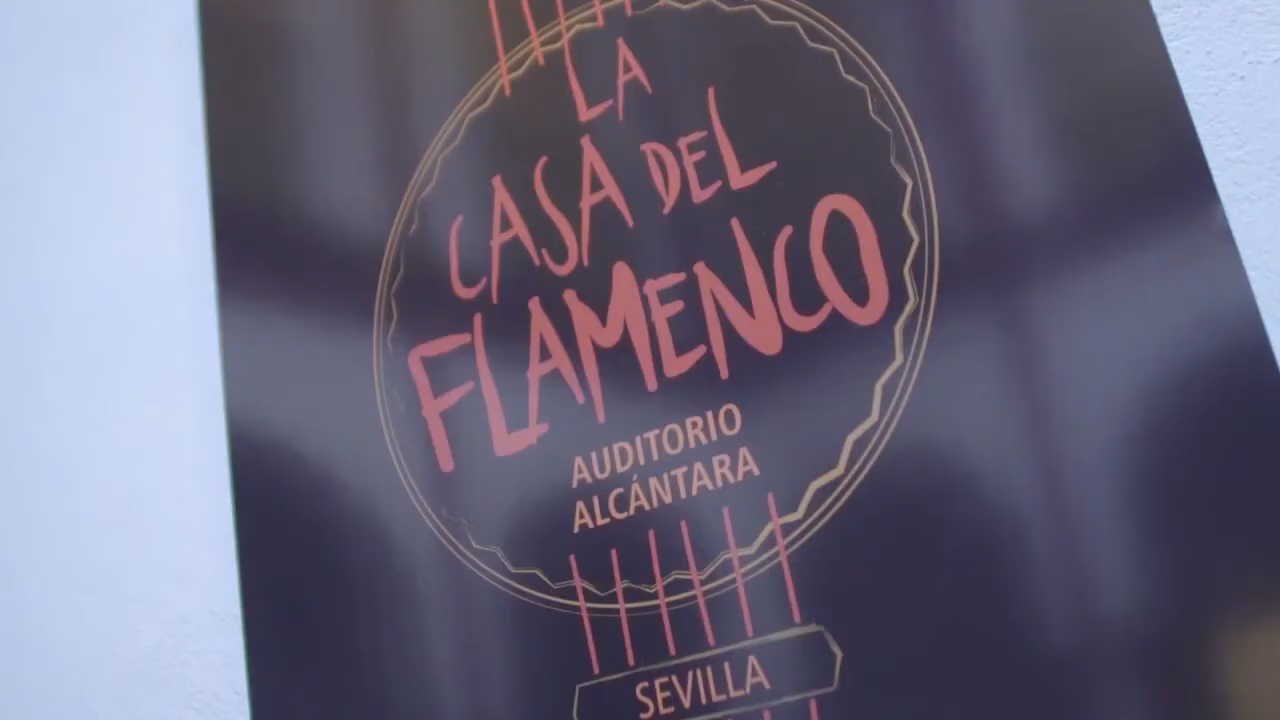 LA
CASA DEL
FLAMENCO
AUDITORIO
ALCÁNTARA
SEVILLA